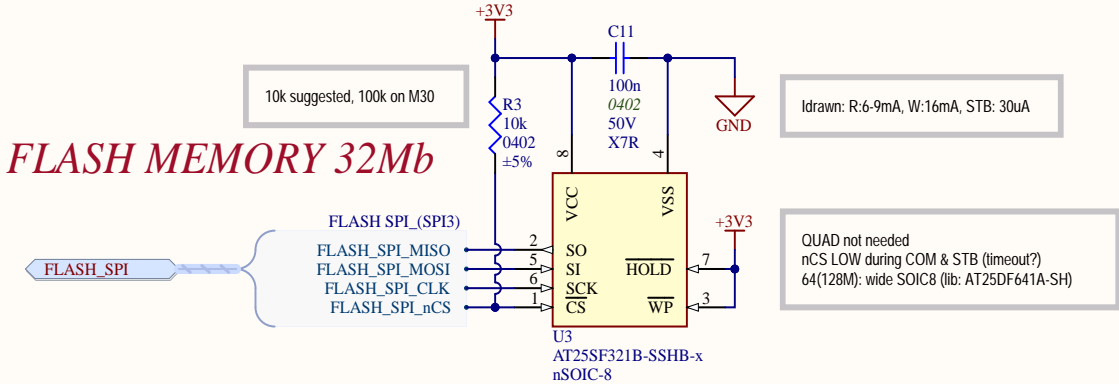 +3V3
C11
100n
0402
50V
X7R
10k suggested, 100k on M30
R3
10k
0402
±5%
GND
Idrawn: R:6-9mA, W:16mA, STB: 30uA
FLASH MEMORY 32Mb
8
4
VCC
VSS
+3V3
FLASH SPI_(SPI3)
FLASH_SPI
FLASH_SPI_MISO
FLASH_SPI_MOSI
FLASH_SPI_CLK
FLASH_SPI_nCS
2
5
6
1
SO
SI
SCK
CS
HOLD
WP
7
3
QUAD not needed
nCS LOW during COM & STB (timeout?)
64(128M): wide SOIC8 (lib: AT25DF641A-SH)
U3
AT25SF321B-SSHB-x
nSOIC-8